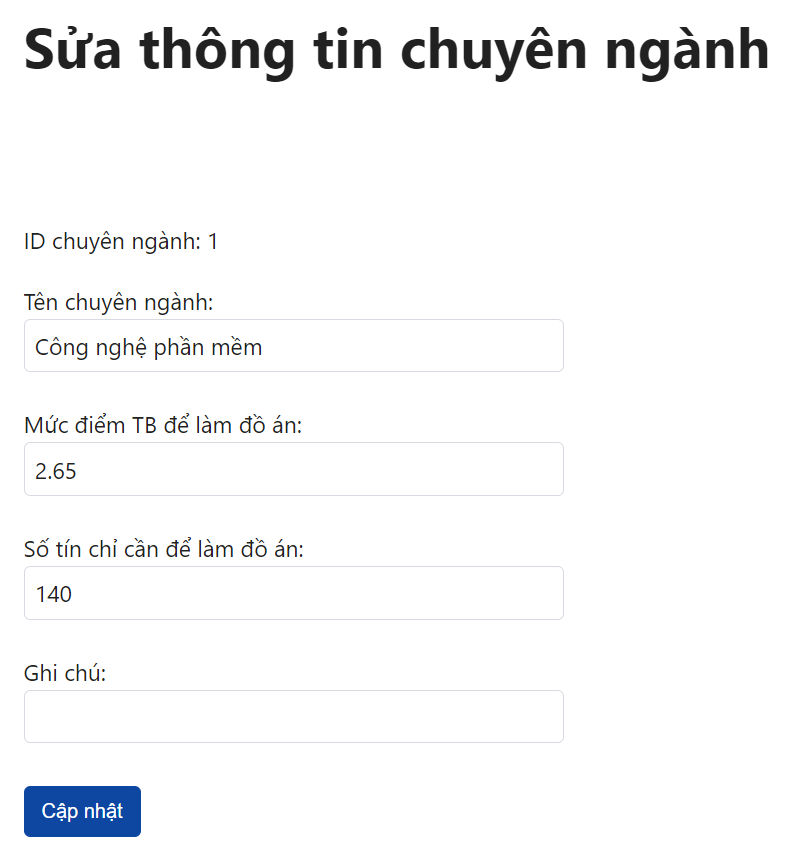 Sửa thông tin chuyên ngành
ID chuyên ngành: 1
Tên chuyên ngành:
Công nghệ phần mềm
Mức điểm TB để làm đồ án:
2.65
Số tín chỉ cần để làm đồ án:
140
Ghi chú:
Cập nhật